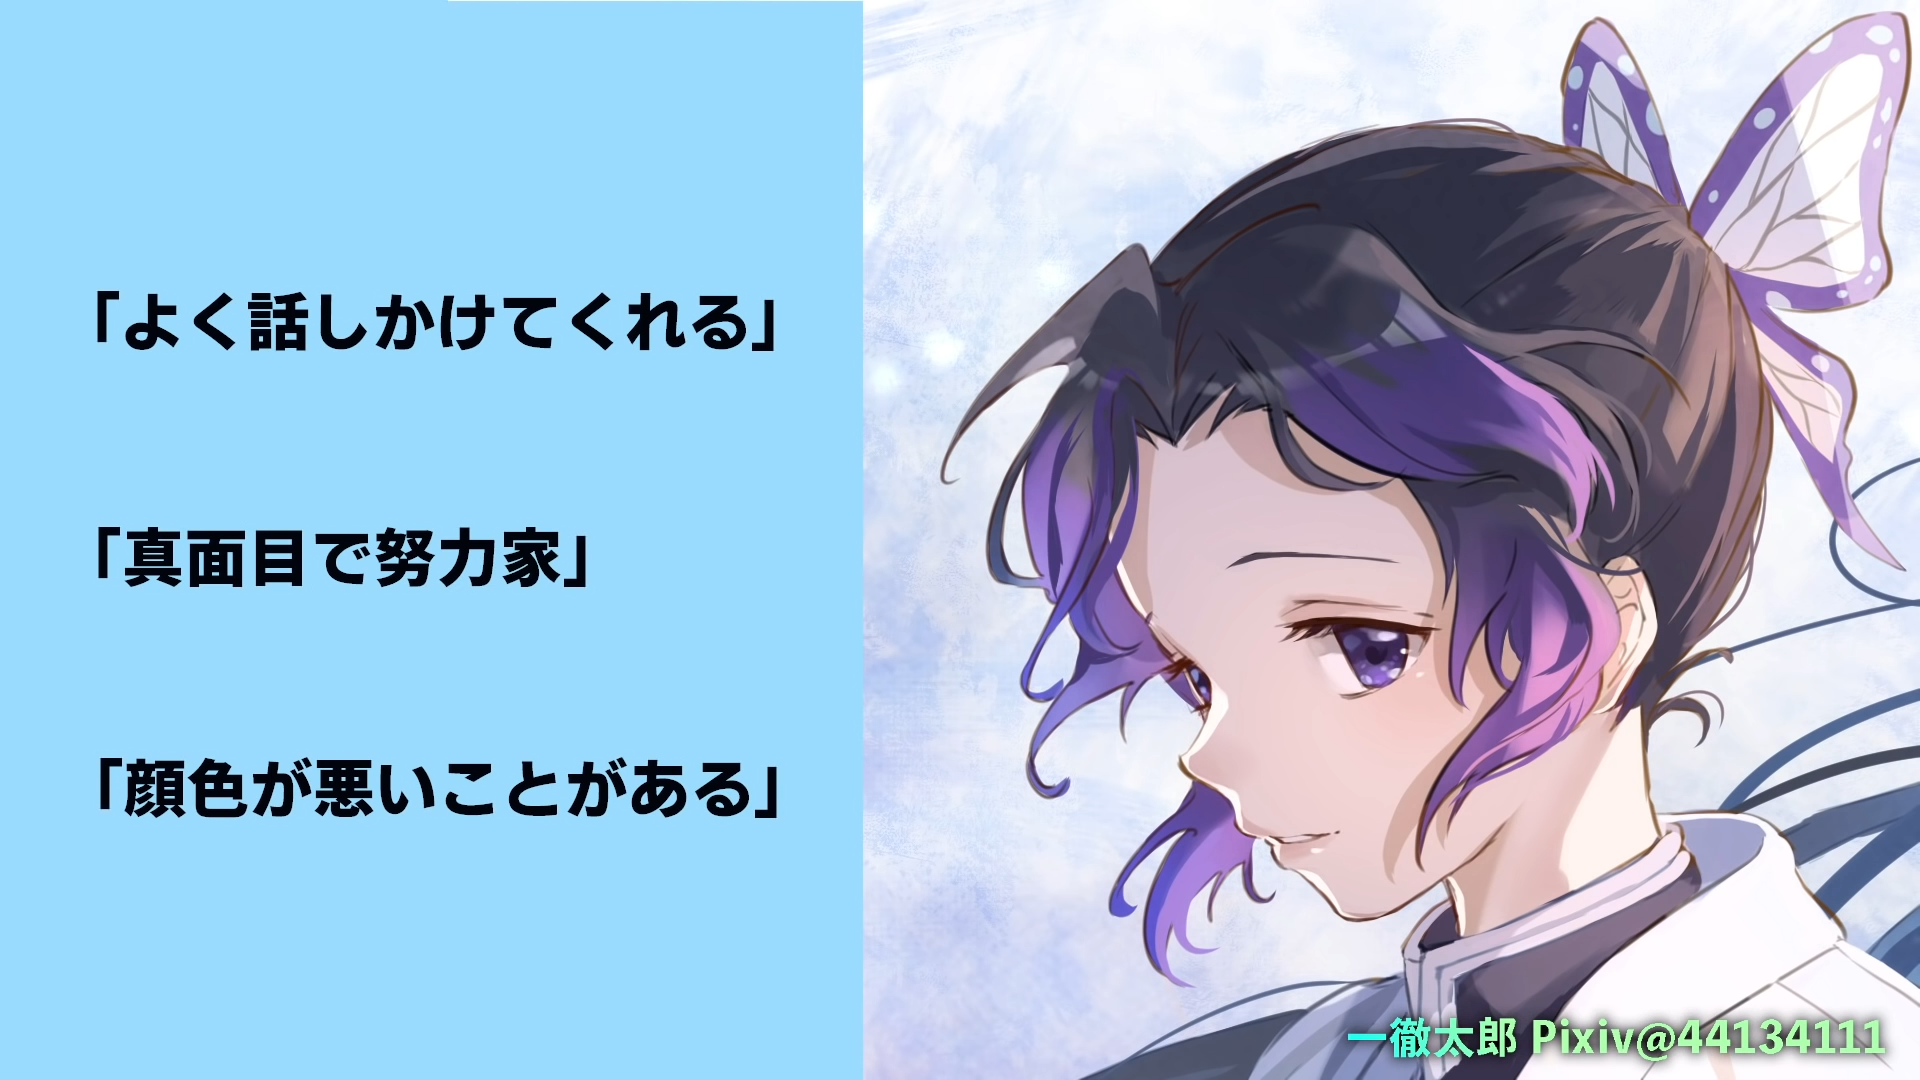 「よく話しかけてくれる」
「真面目で努力家」
「顔色が悪いことがある」
一徹太郎 Pixiv@44134111